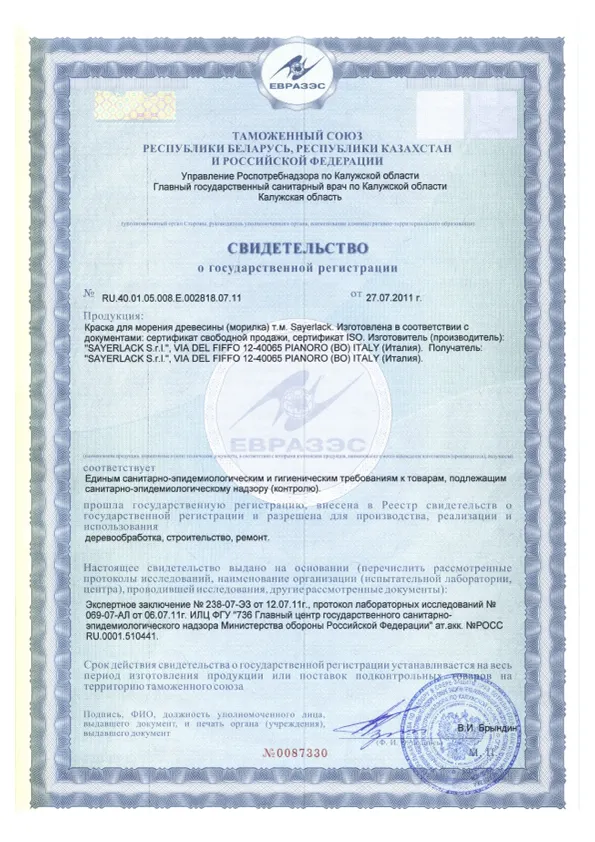 ЕВРАЗЭС
ТАМОЖЕННЫЙ СОЮЗ
РЕСПУБЛИКИ БЕЛАРУСЬ, РЕСПУБЛИКИ КАЗАХСТАН
И РОССИЙСКОЙ ФЕДЕРАЦИИ
Управление Роспотребнадзора по Калужской области
Главный государственный санитарный врач по Калужской области
Калужская область
(уполномоченный орган Стороны, руководитель уполномоченного органа, наименование административно-территориального образования)
СВИДЕТЕЛЬСТВО
о государственной регистрации
№ RU.40.01.05.008.Е.002818.07.11 от 27.07.2011 г.
Продукция:
Краска для морения древесины (морилка) т.м. Sayerlack. Изготовлена в соответствии с
документами: сертификат свободной продажи, сертификат ISO. Изготовитель (производитель):
"SAYERLACK S.r.l.", VIA DEL FIFFO 12-40065 PIANORO (BO) ITALY (Италия). Получатель:
"SAYERLACK S.r.l.", VIA DEL FIFFO 12-40065 PIANORO (BO) ITALY (Италия).
ЕВРАЗЭС
соответствует
Единым санитарно-эпидемиологическим и гигиеническим требованиям к товарам, подлежащим
санитарно-эпидемиологическому надзору (контролю).
прошла государственную регистрацию, внесена в Реестр свидетельств о
государственной регистрации и разрешена для производства, реализации и
использования
деревообработка, строительство, ремонт.
Настоящее свидетельство выдано на основании (перечислить рассмотренные
протоколы исследований, наименование организации (испытательной лаборатории,
центра), проводившей исследования, другие рассмотренные документы):
Экспертное заключение № 238-07-ЭЗ от 12.07.11г., протокол лабораторных исследований №
069-07-АЛ от 06.07.11г. ИЛЦ ФГУ "736 Главный центр государственного санитарно-
эпидемиологического надзора Министерства обороны Российской Федерации" ат.акк. №РОСС
RU.0001.510441.
Срок действия свидетельства о государственной регистрации устанавливается на весь
период изготовления продукции или поставок подконтрольных товаров на
территорию таможенного союза
Подпись, ФИО, должность уполномоченного лица,
выдавшего документ, и печать органа (учреждения),
выдавшего документ
В.И. Брындин
М. П.
№0087330